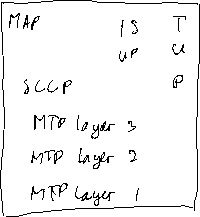 MAP IS T
UP U
SCCP P
MTP layer 3
MTP layer 2
MTP layer 1